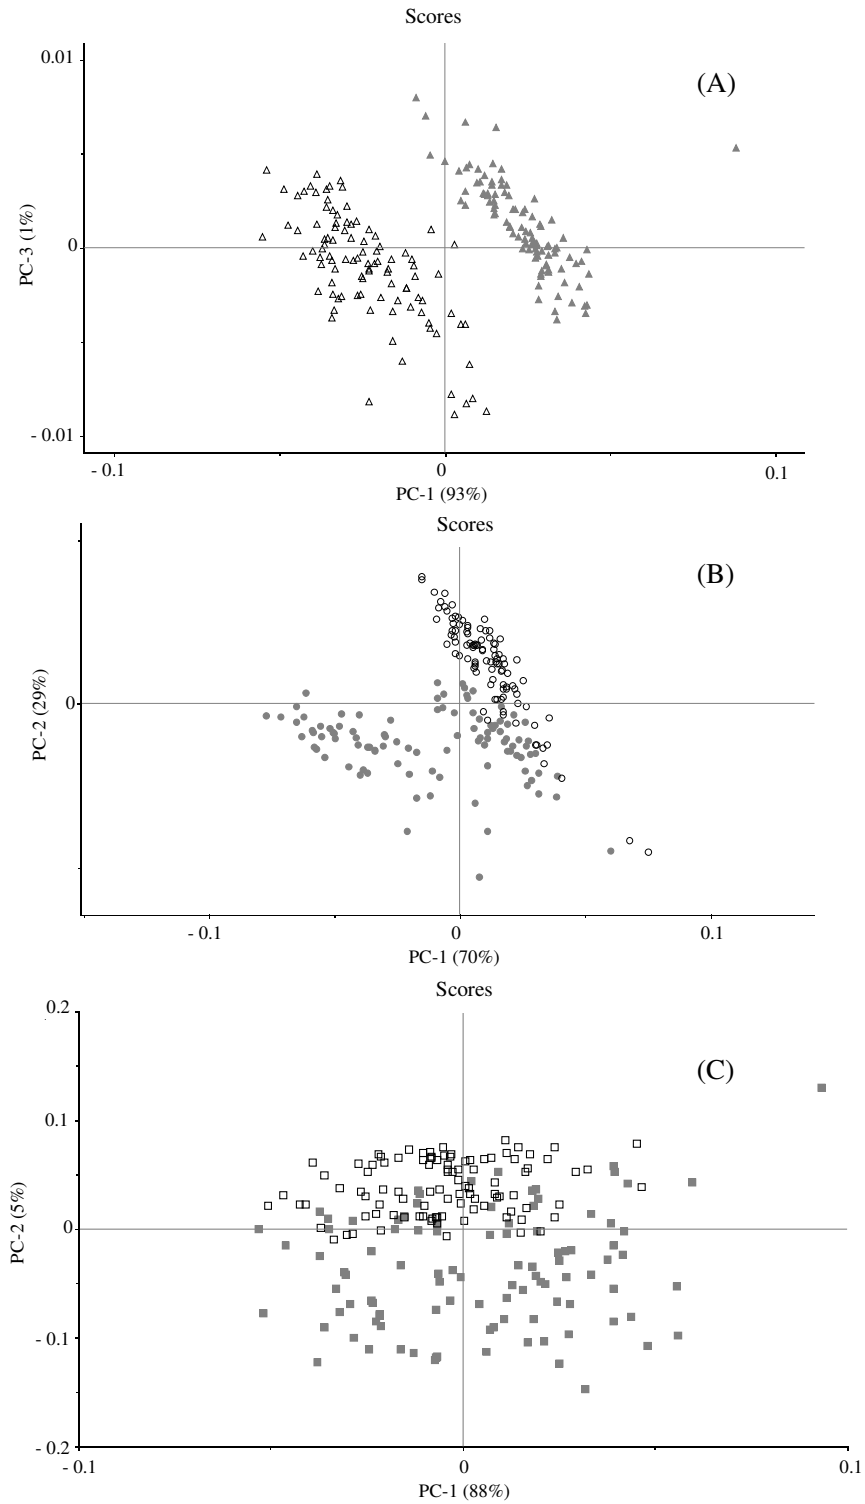 Scores
(A)
0.01
PC-3 (1%)
0
- 0.01
- 0.1
0
0.1
PC-1 (93%)
Scores
(B)
PC-2 (29%)
0
- 0.1
0
0.1
PC-1 (70%)
Scores
0.2
(C)
0.1
PC-2 (5%)
0
- 0.1
- 0.2
- 0.1
0
0.1
PC-1 (88%)